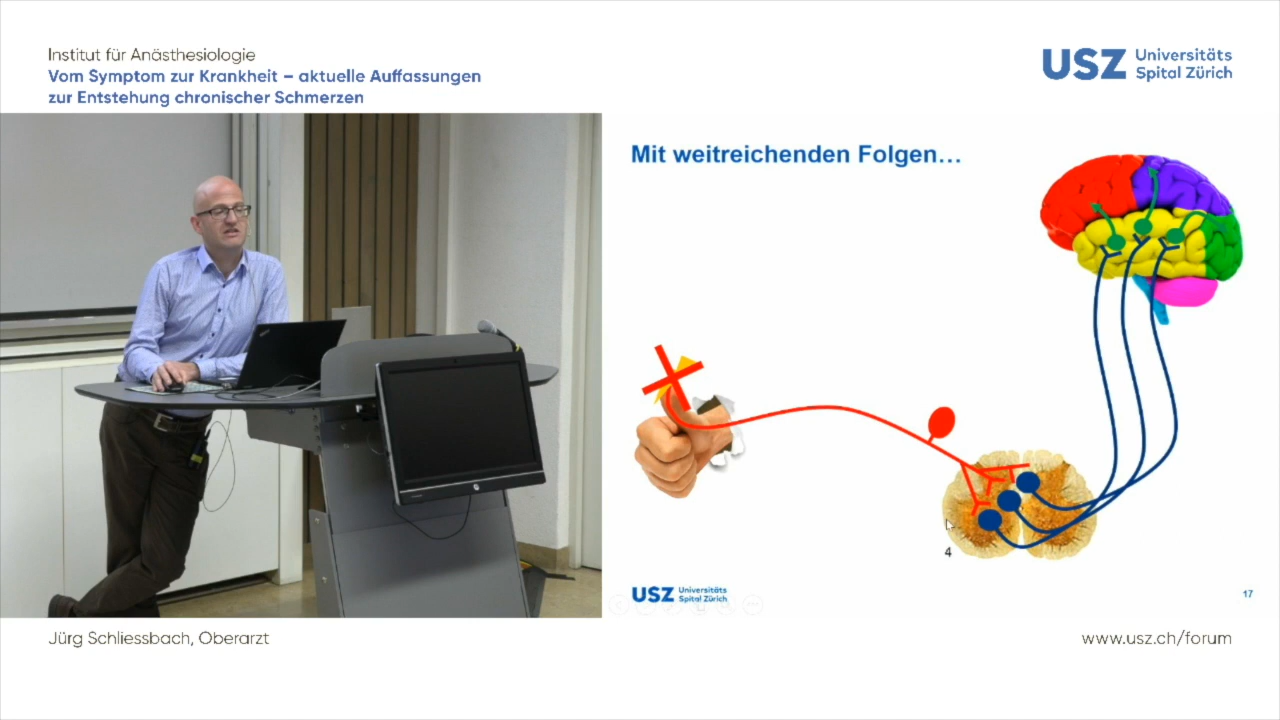 Institut für Anästhesiologie
Vom Symptom zur Krankheit – aktuelle Auffassungen
zur Entstehung chronischer Schmerzen
USZ Universitäts
Spital Zürich
Mit weitreichenden Folgen…
4
USZ Universitäts
Spital Zürich
17
Jürg Schliessbach, Oberarzt
www.usz.ch/forum